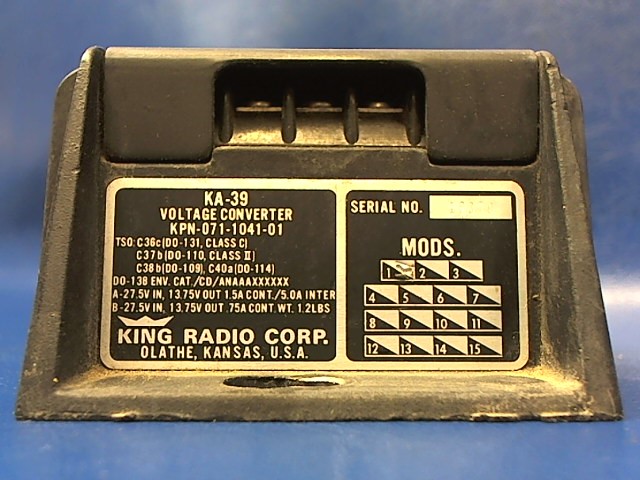 KA-39
VOLTAGE CONVERTER
KPN-071-1041-01
TSO: C36c (DO-131, CLASS C)
C37b (DO-110, CLASS II)
C38b (DO-109), C40a (DO-114)
DO-138 ENV. CAT./CD/ANAAAXXXXXX
A-27.5V IN, 13.75V OUT 1.5A CONT./5.0A INTER
B-27.5V IN, 13.75V OUT .75A CONT. WT. 1.2LBS
KING RADIO CORP.
OLATHE, KANSAS, U.S.A.
SERIAL NO.
MODS.
1 2 3
4 5 6 7
8 9 10 11
12 13 14 15